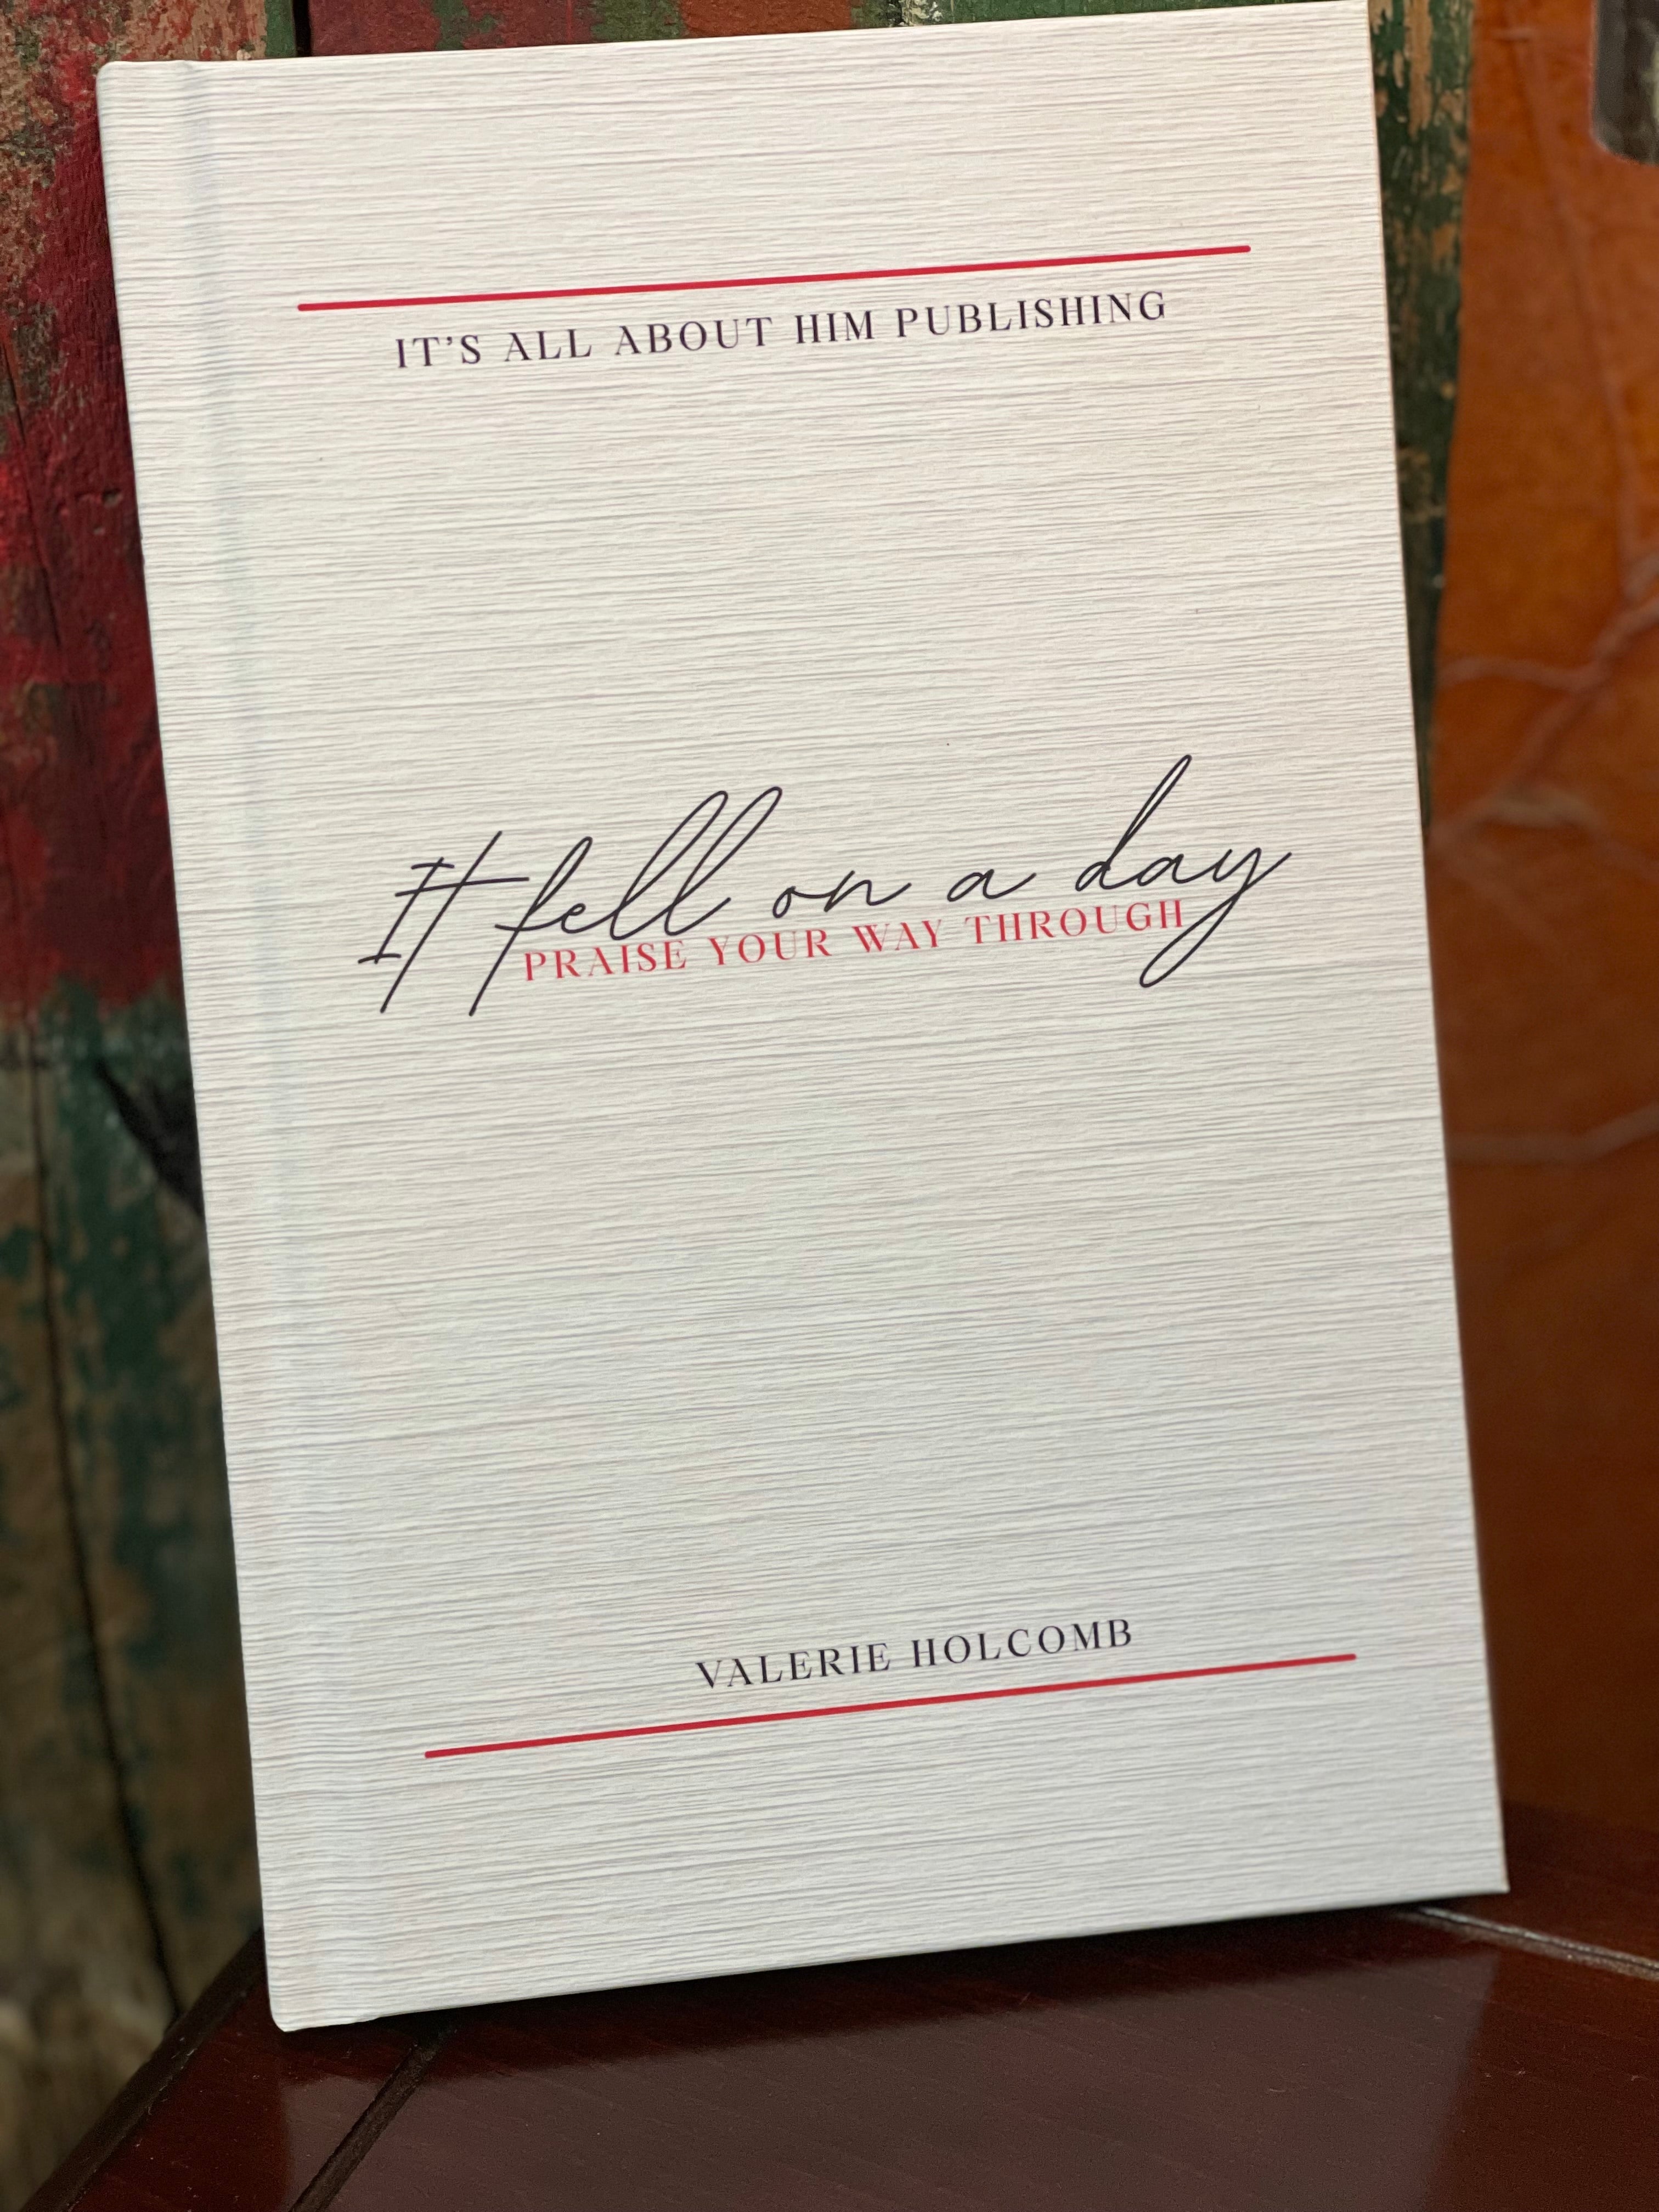 IT'S ALL ABOUT HIM PUBLISHING
It fell on a day
PRAISE YOUR WAY THROUGH
VALERIE HOLCOMB